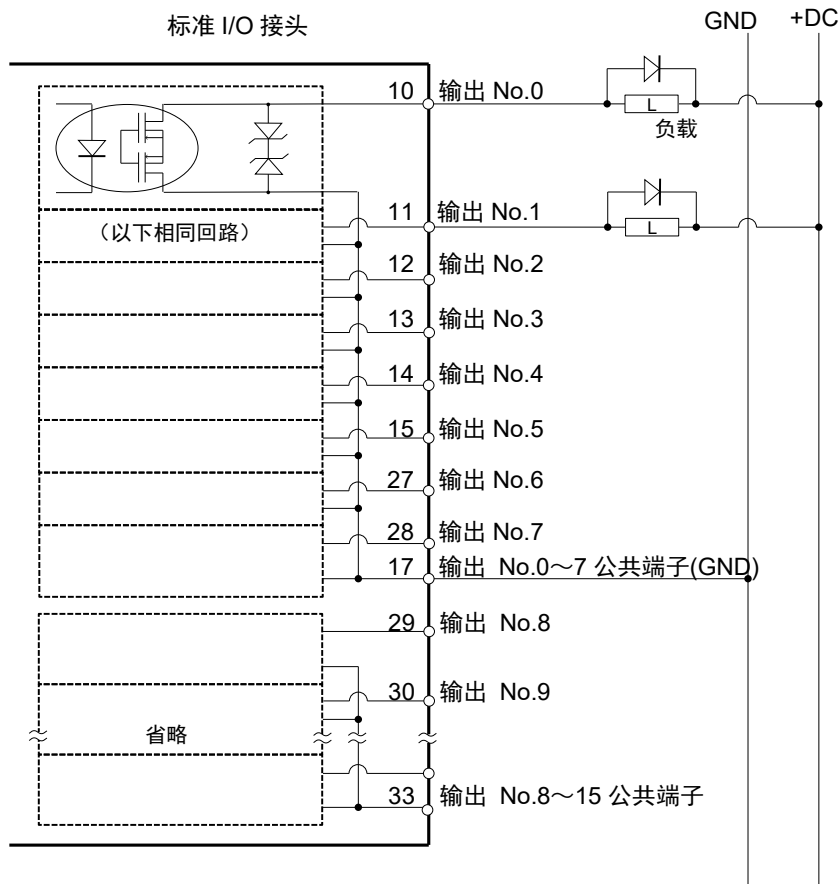 标准 I/O 接头
GND
+DC
10 输出 No.0
L
负载
11 输出 No.1
L
（以下相同回路）
12 输出 No.2
13 输出 No.3
14 输出 No.4
15 输出 No.5
27 输出 No.6
28 输出 No.7
17 输出 No.0～7 公共端子(GND)
29 输出 No.8
30 输出 No.9
省略
33 输出 No.8～15 公共端子